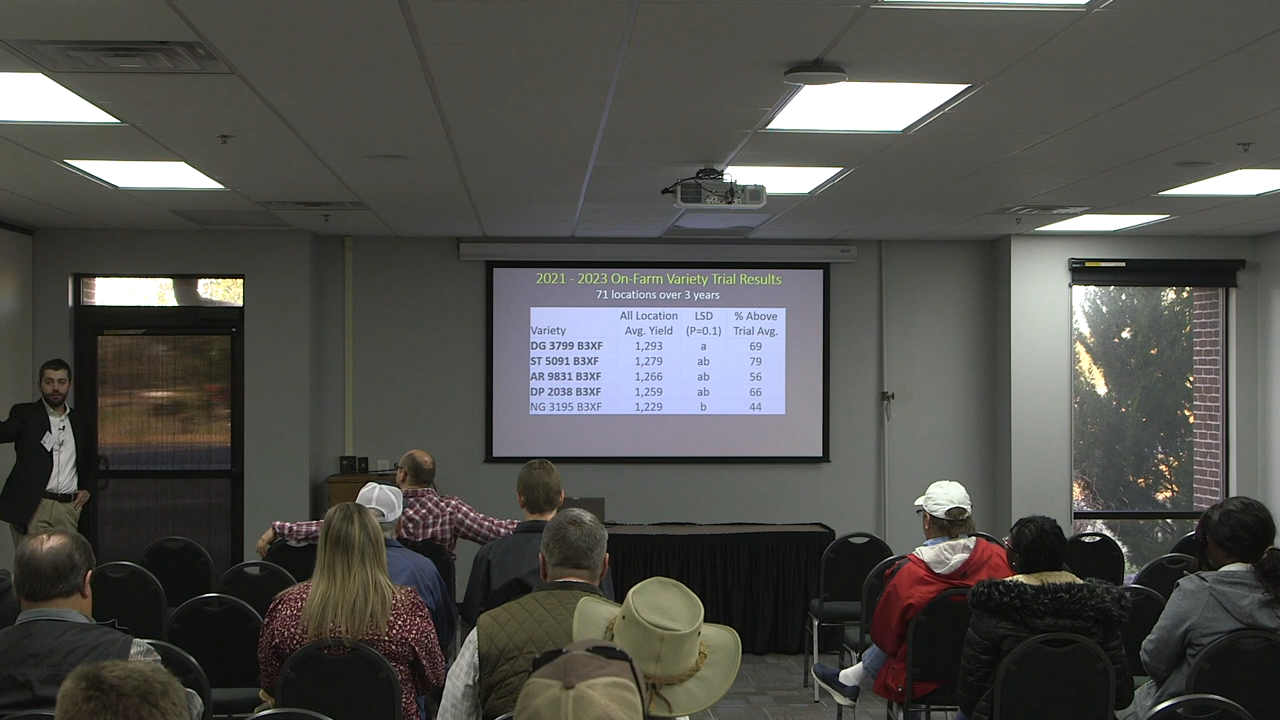 2021 - 2023 On-Farm Variety Trial Results
71 locations over 3 years
All Location LSD % Above
Variety Avg. Yield (P=0.1) Trial Avg.
DG 3799 B3XF 1,293 a 69
ST 5091 B3XF 1,279 ab 79
AR 9831 B3XF 1,266 ab 56
DP 2038 B3XF 1,259 ab 66
NG 3195 B3XF 1,229 b 44